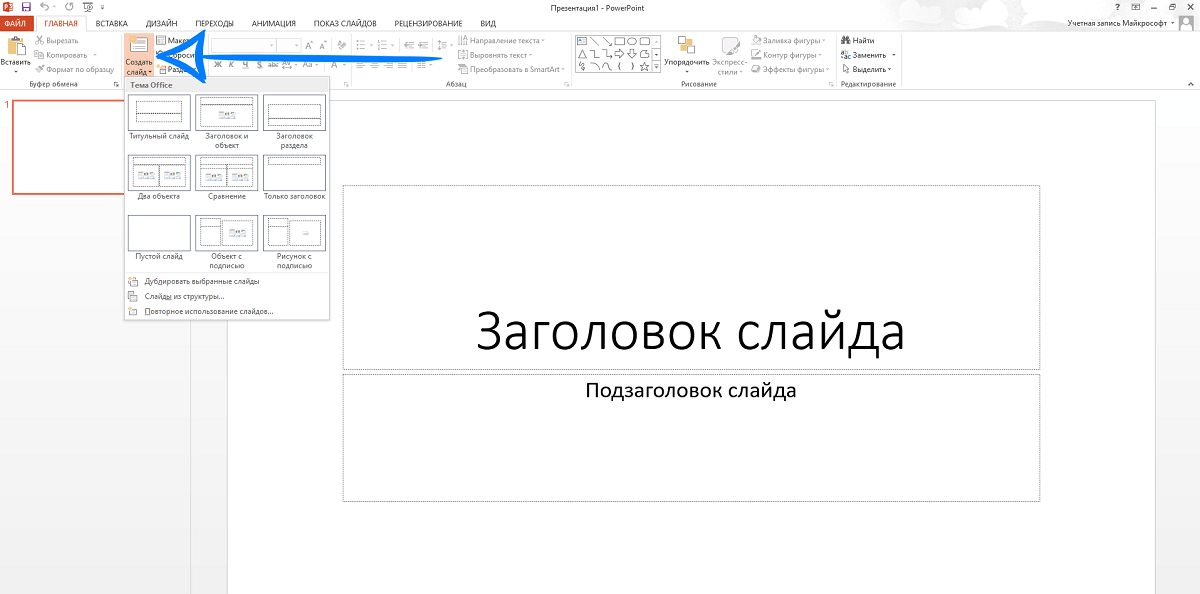 Презентация1 - PowerPoint
ФАЙЛ ГЛАВНАЯ ВСТАВКА ДИЗАЙН ПЕРЕХОДЫ АНИМАЦИЯ ПОКАЗ СЛАЙДОВ РЕЦЕНЗИРОВАНИЕ ВИД
Учетная запись Майкрософт
Вставить
Вырезать
Копировать
Формат по образцу
Буфер обмена
Создать
слайд
Направление текста
Выровнять текст
Преобразовать в SmartArt
Абзац
Упорядочить
Экспресс-
стили
Заливка фигуры
Контур фигуры
Эффекты фигуры
Рисование
Найти
Заменить
Выделить
Редактирование
Тема Office
Титульный слайд
Заголовок и
объект
Заголовок
раздела
Два объекта
Сравнение
Только заголовок
Пустой слайд
Объект с
подписью
Рисунок с
подписью
Дублировать выбранные слайды
Слайды из структуры...
Повторное использование слайдов...
1
Заголовок слайда
Подзаголовок слайда